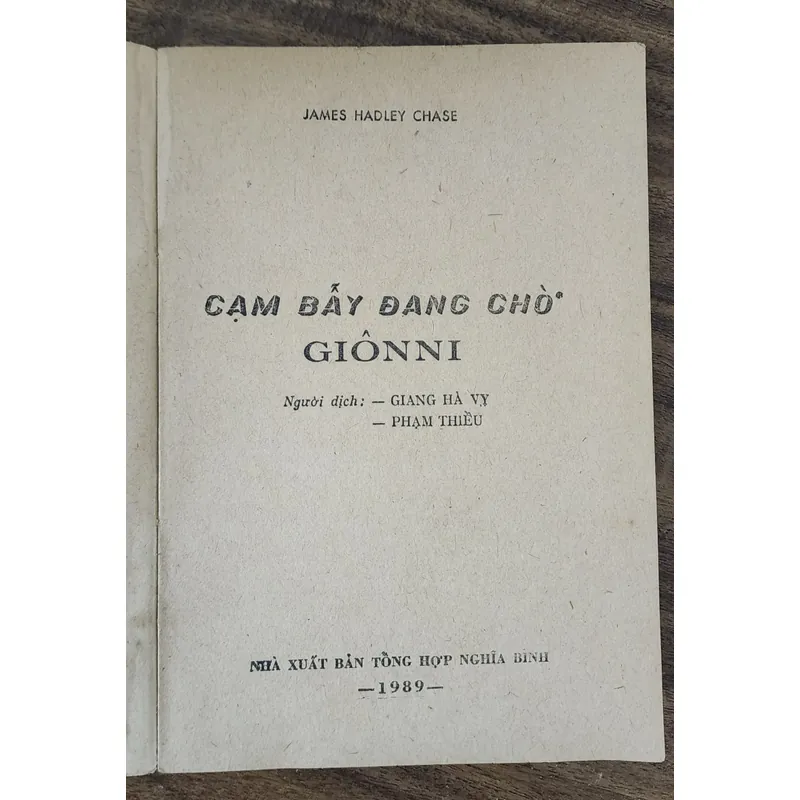 JAMES HADLEY CHASE
CẠM BẪY ĐANG CHỜ
GIÔNNI
Người dịch: — GIANG HÀ VỴ
— PHẠM THIỀU
NHÀ XUẤT BẢN TỔNG HỢP NGHĨA BÌNH
—1989—